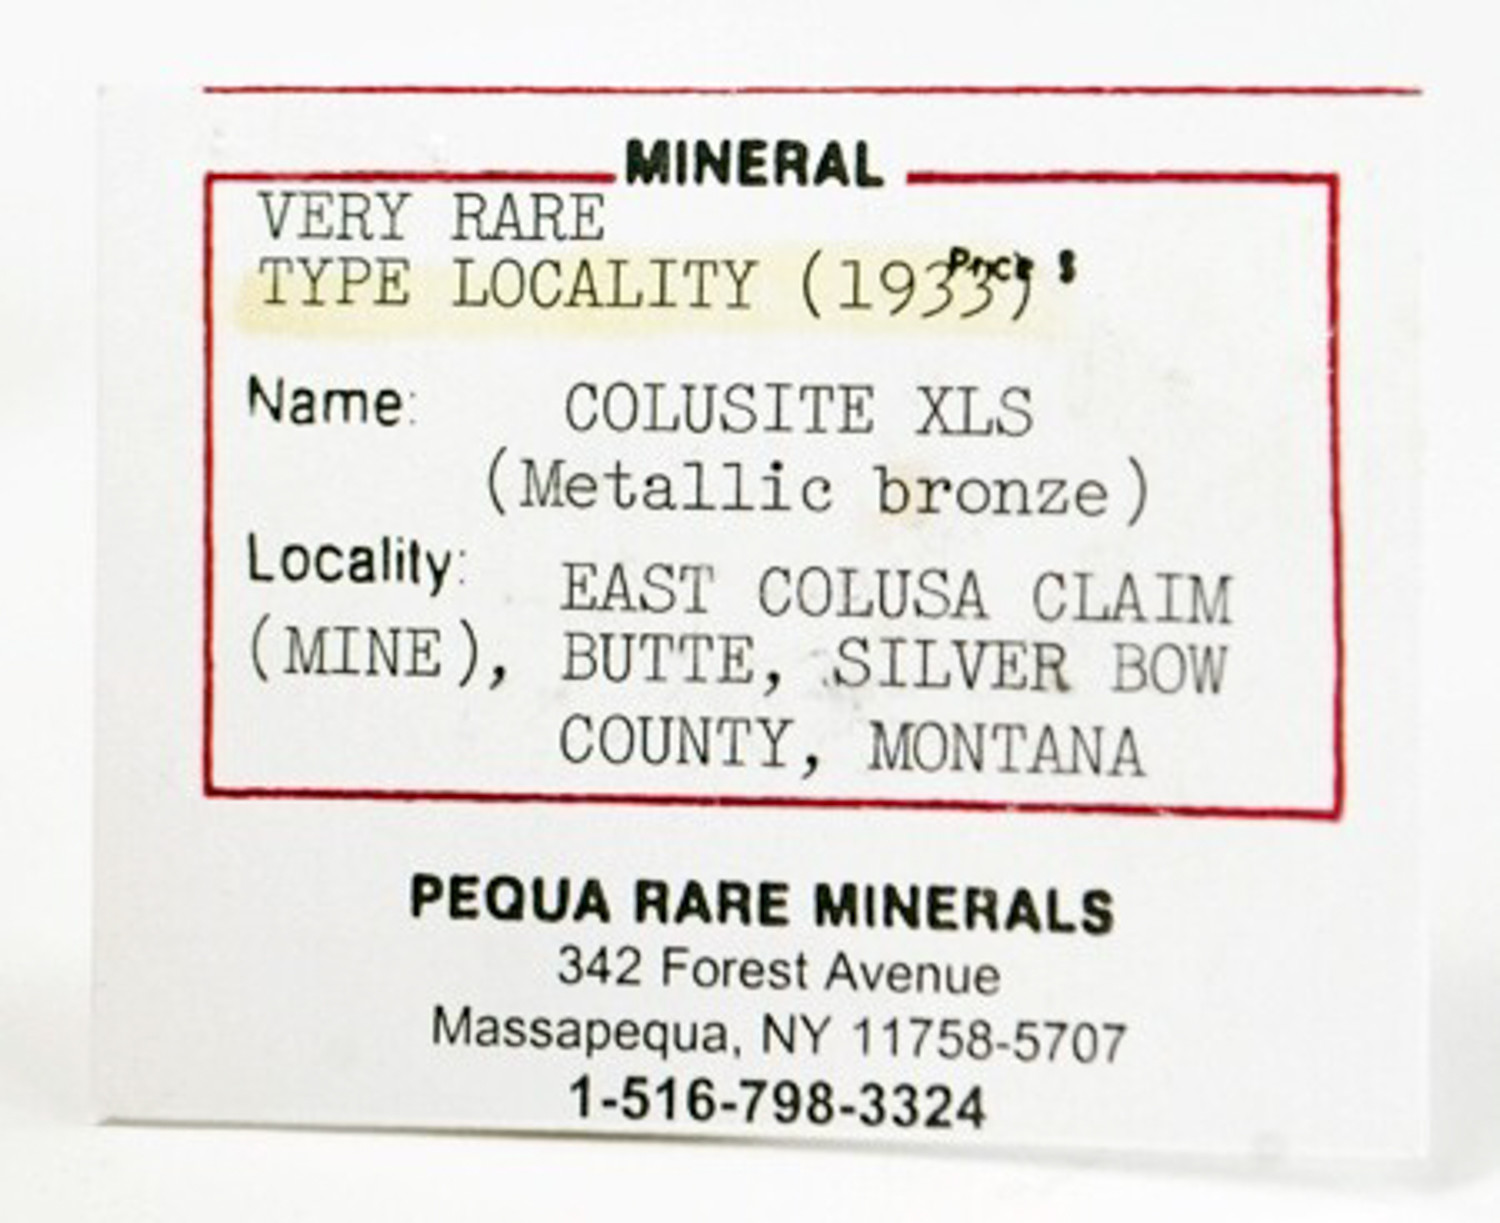 MINERAL
VERY RARE
TYPE LOCALITY (1933) Price $
Name: COLUSITE XLS
(Metallic bronze)
Locality: EAST COLUSA CLAIM
(MINE), BUTTE, SILVER BOW
COUNTY, MONTANA
PEQUA RARE MINERALS
342 Forest Avenue
Massapequa, NY 11758-5707
1-516-798-3324